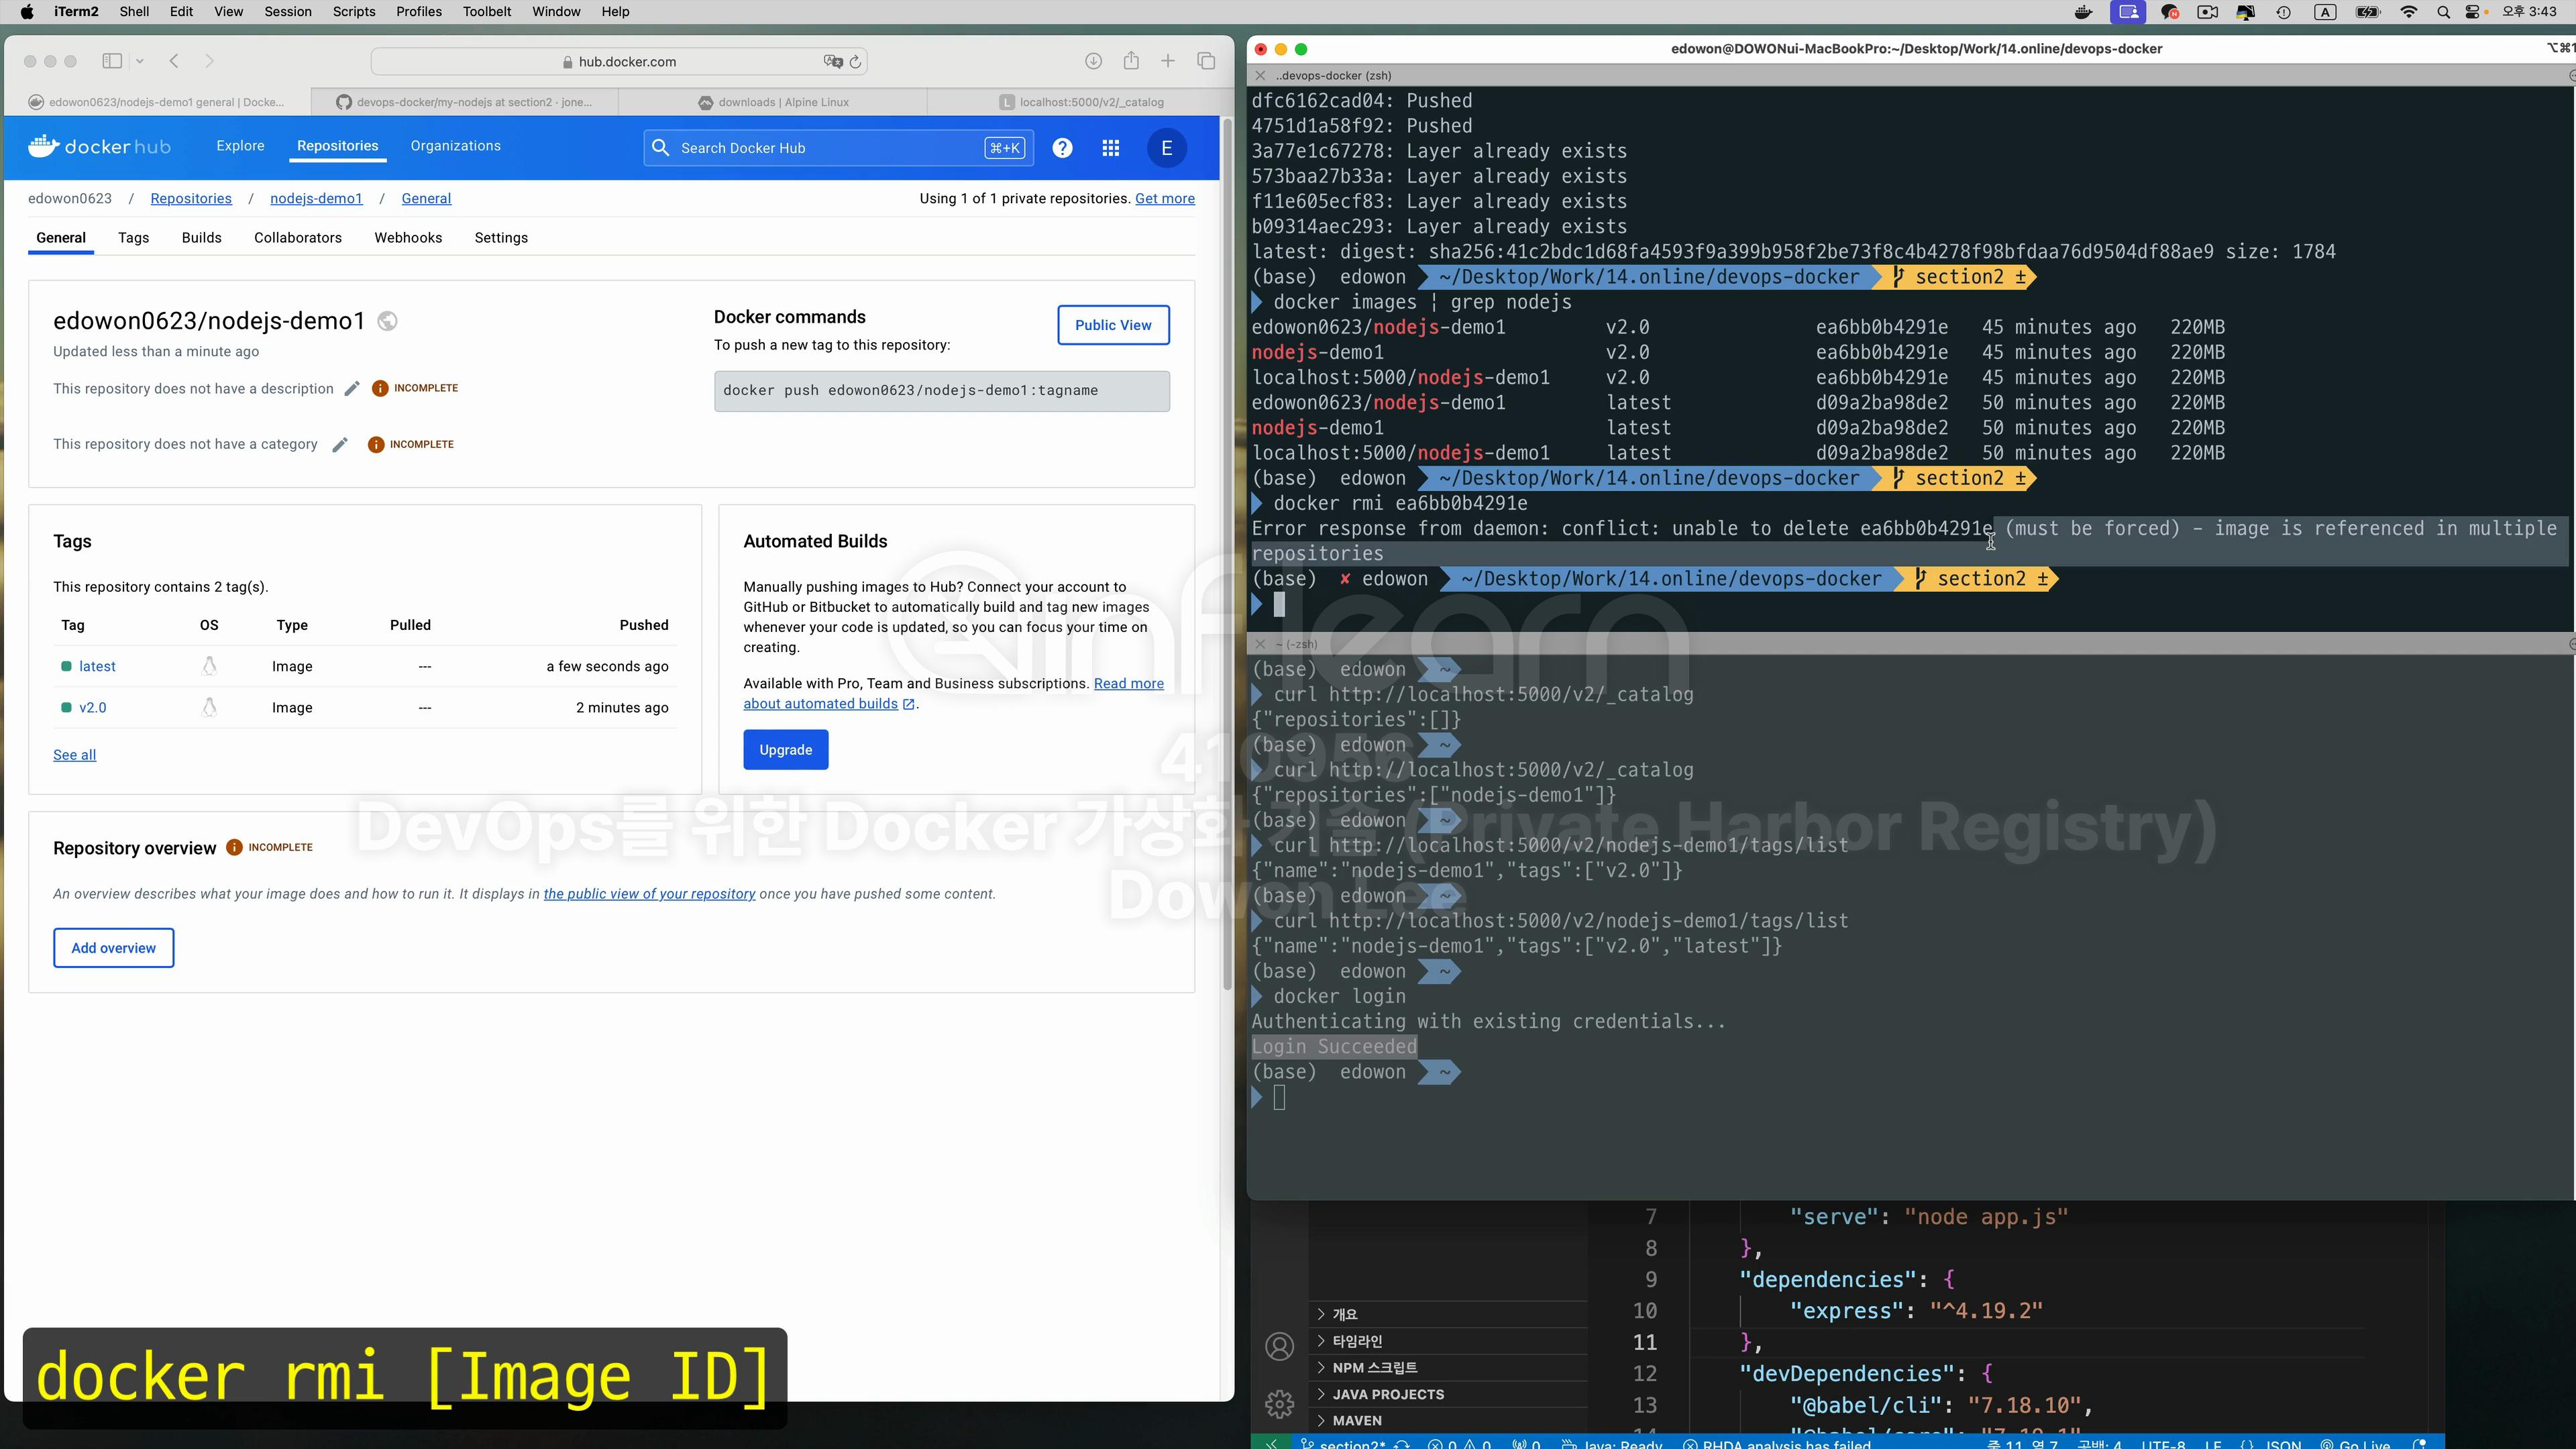 iTerm2 Shell Edit View Session Scripts Profiles Toolbelt Window Help
A 오후 3:43
hub.docker.com
edowon0623/nodejs-demo1 general | Docke...
devops-docker/my-nodejs at section2 · jone...
downloads | Alpine Linux
L localhost:5000/v2/_catalog
docker hub Explore Repositories Organizations
Search Docker Hub ⌘+K ? E
edowon0623 / Repositories / nodejs-demo1 / General
Using 1 of 1 private repositories. Get more
General Tags Builds Collaborators Webhooks Settings
edowon0623/nodejs-demo1
Updated less than a minute ago
This repository does not have a description INCOMPLETE
This repository does not have a category INCOMPLETE
Docker commands
To push a new tag to this repository:
Public View
docker push edowon0623/nodejs-demo1:tagname
Tags
This repository contains 2 tag(s).
Tag OS Type Pulled Pushed
latest Image --- a few seconds ago
v2.0 Image --- 2 minutes ago
See all
Automated Builds
Manually pushing images to Hub? Connect your account to
GitHub or Bitbucket to automatically build and tag new images
whenever your code is updated, so you can focus your time on
creating.
Available with Pro, Team and Business subscriptions. Read more
about automated builds.
Upgrade
Repository overview INCOMPLETE
An overview describes what your image does and how to run it. It displays in the public view of your repository once you have pushed some content.
Add overview
docker rmi [Image ID]
edowon@DOWONui-MacBookPro:~/Desktop/Work/14.online/devops-docker
⌥⌘1
..devops-docker (zsh)
dfc6162cad04: Pushed
4751d1a58f92: Pushed
3a77e1c67278: Layer already exists
573baa27b33a: Layer already exists
f11e605ecf83: Layer already exists
b09314aec293: Layer already exists
latest: digest: sha256:41c2bdc1d68fa4593f9a399b958f2be73f8c4b4278f98bfdaa76d9504df88ae9 size: 1784
(base) edowon ~/Desktop/Work/14.online/devops-docker section2 ±
docker images | grep nodejs
edowon0623/nodejs-demo1 v2.0 ea6bb0b4291e 45 minutes ago 220MB
nodejs-demo1 v2.0 ea6bb0b4291e 45 minutes ago 220MB
localhost:5000/nodejs-demo1 v2.0 ea6bb0b4291e 45 minutes ago 220MB
edowon0623/nodejs-demo1 latest d09a2ba98de2 50 minutes ago 220MB
nodejs-demo1 latest d09a2ba98de2 50 minutes ago 220MB
localhost:5000/nodejs-demo1 latest d09a2ba98de2 50 minutes ago 220MB
(base) edowon ~/Desktop/Work/14.online/devops-docker section2 ±
docker rmi ea6bb0b4291e
Error response from daemon: conflict: unable to delete ea6bb0b4291e (must be forced) - image is referenced in multiple
repositories
(base) ✘ edowon ~/Desktop/Work/14.online/devops-docker section2 ±
~ (-zsh)
(base) edowon ~
curl http://localhost:5000/v2/_catalog
{"repositories":[]}
(base) edowon ~
curl http://localhost:5000/v2/_catalog
{"repositories":["nodejs-demo1"]}
(base) edowon ~
curl http://localhost:5000/v2/nodejs-demo1/tags/list
{"name":"nodejs-demo1","tags":["v2.0"]}
(base) edowon ~
curl http://localhost:5000/v2/nodejs-demo1/tags/list
{"name":"nodejs-demo1","tags":["v2.0","latest"]}
(base) edowon ~
docker login
Authenticating with existing credentials...
Login Succeeded
(base) edowon ~
inflearn
410956
DevOps를 위한 Docker 가상화 기술 (Private Harbor Registry)
Dowon Lee
7 "serve": "node app.js"
8 },
9 "dependencies": {
10 "express": "^4.19.2"
11 },
12 "devDependencies": {
13 "@babel/cli": "7.18.10",
개요
타임라인
NPM 스크립트
JAVA PROJECTS
MAVEN
section2* 0 0 0 Java: Ready RHDA analysis has failed 줄 11, 열 7 공백: 4 UTF-8 LF {} JSON Go Live